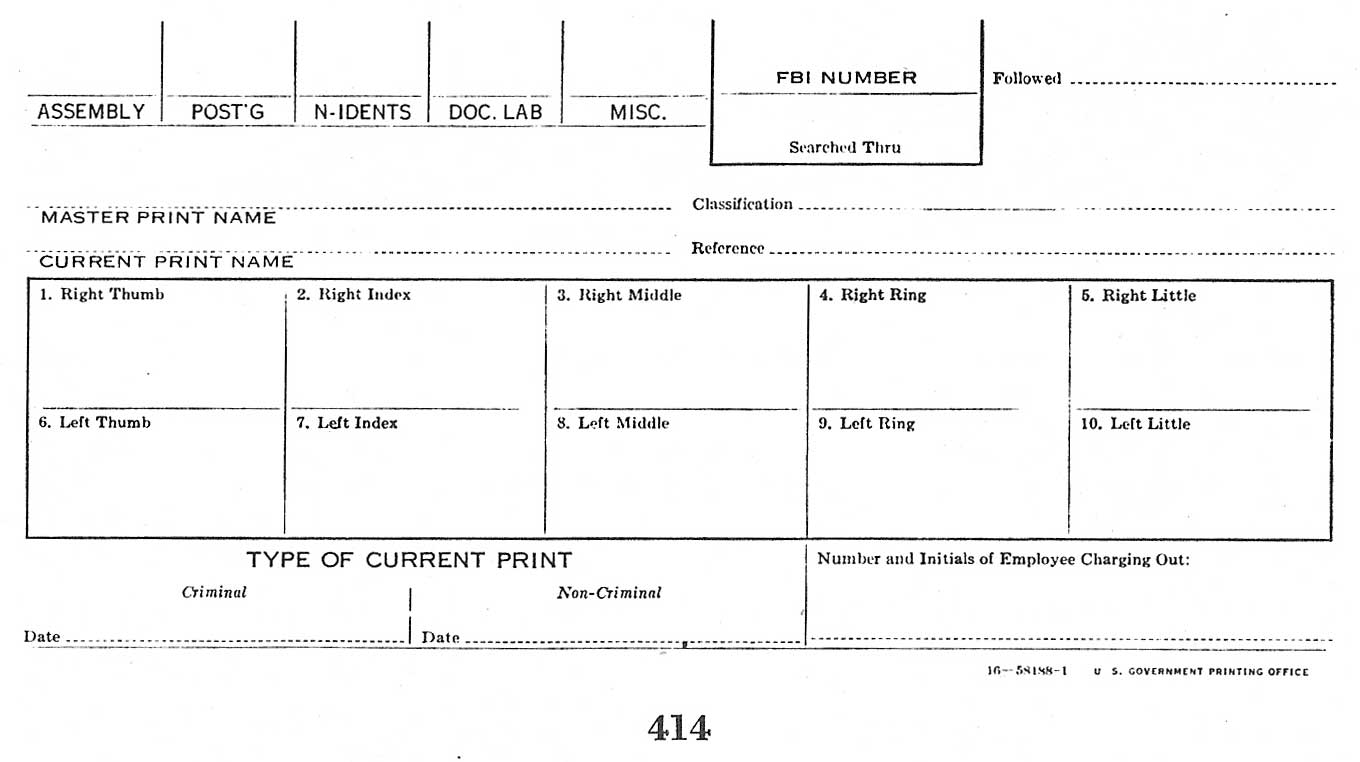 FBI NUMBER Followed
ASSEMBLY POST'G N-IDENTS DOC. LAB MISC.
Searched Thru
MASTER PRINT NAME Classification
CURRENT PRINT NAME Reference
1. Right Thumb 2. Right Index 3. Right Middle 4. Right Ring 5. Right Little
6. Left Thumb 7. Left Index 8. Left Middle 9. Left Ring 10. Left Little
TYPE OF CURRENT PRINT Number and Initials of Employee Charging Out:
Criminal Non-Criminal
Date Date
16--58188-1 U S. GOVERNMENT PRINTING OFFICE
414